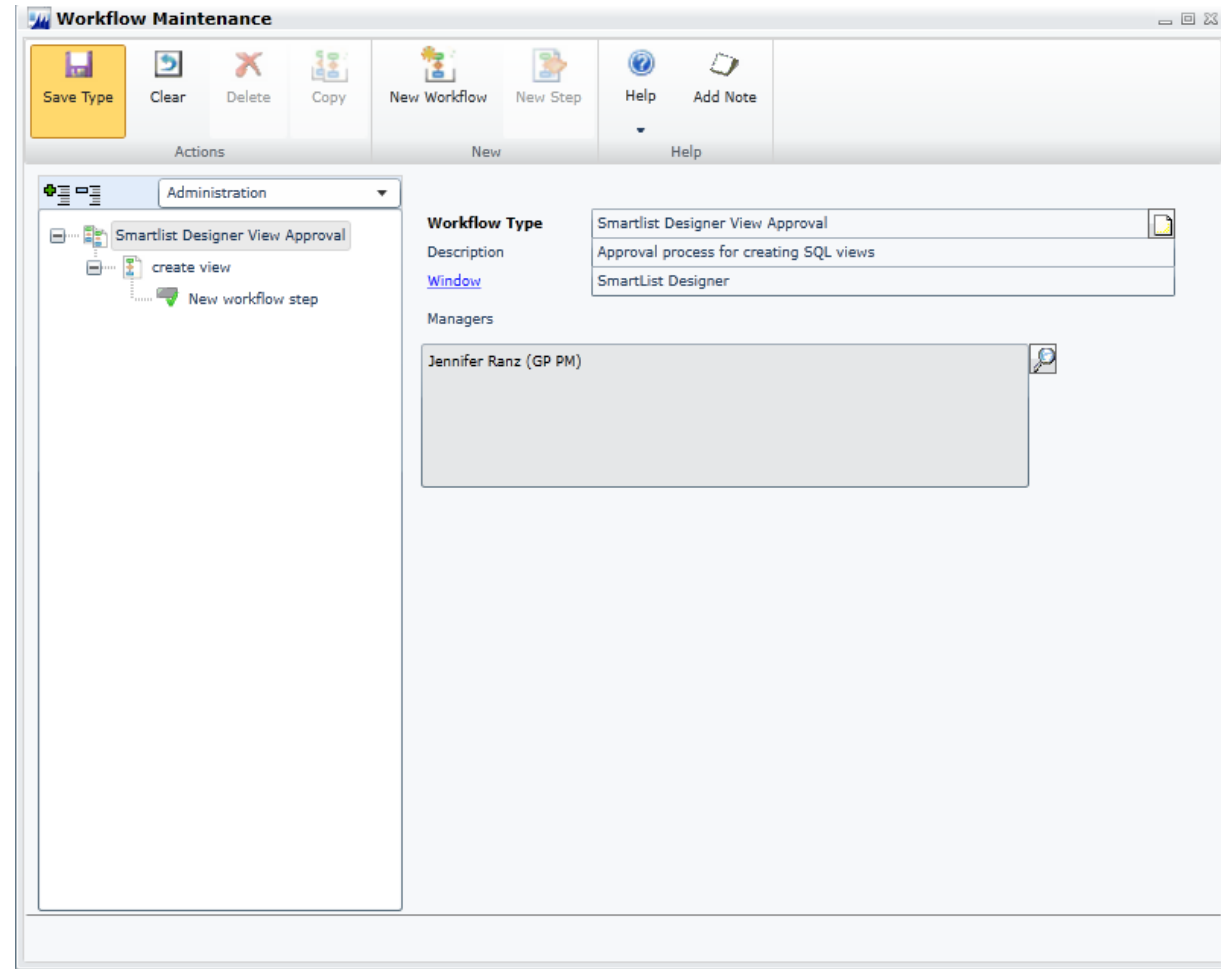 Workflow Maintenance
Save Type
Clear
Delete
Copy
New Workflow
New Step
Help
Add Note
Actions
New
Help
Administration
Smartlist Designer View Approval
create view
New workflow step
Workflow Type
Smartlist Designer View Approval
Description
Approval process for creating SQL views
Window
SmartList Designer
Managers
Jennifer Ranz (GP PM)